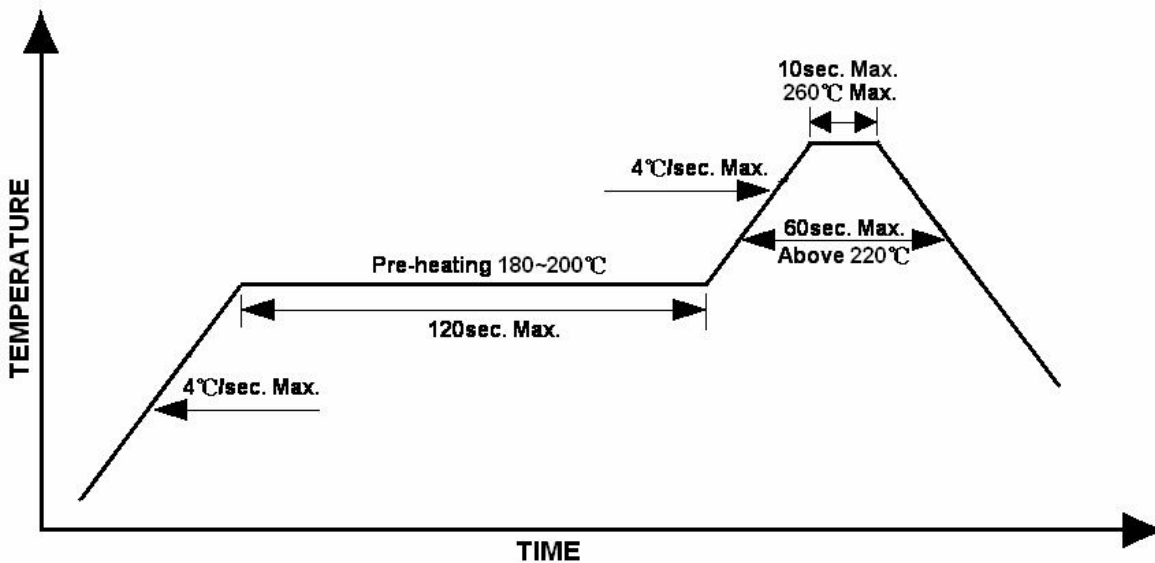 10sec. Max.
260℃ Max.
4℃/sec. Max.
60sec. Max.
Above 220℃
Pre-heating 180~200℃
120sec. Max.
4℃/sec. Max.
TEMPERATURE
TIME